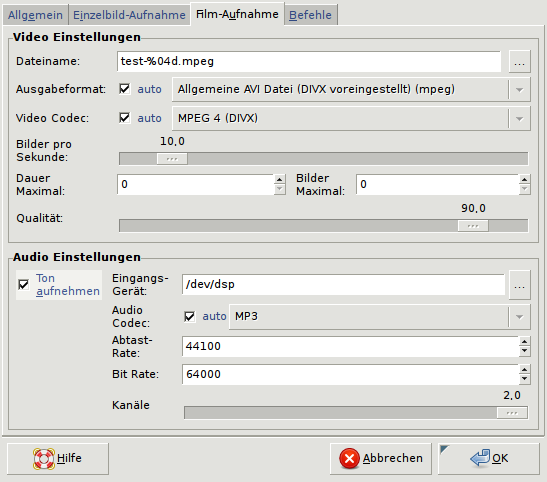 Allgemein Einzelbild-Aufnahme Film-Aufnahme Befehle
Video Einstellungen
Dateiname: test-%04d.mpeg ...
Ausgabeformat: auto Allgemeine AVI Datei (DIVX voreingestellt) (mpeg)
Video Codec: auto MPEG 4 (DIVX)
Bilder pro
Sekunde:
10,0
Dauer
Maximal:
0
Bilder
Maximal:
0
Qualität:
90,0
Audio Einstellungen
Ton
aufnehmen
Eingangs-
Gerät:
/dev/dsp ...
Audio
Codec:
auto MP3
Abtast-
Rate:
44100
Bit Rate: 64000
Kanäle 2,0
Hilfe Abbrechen OK